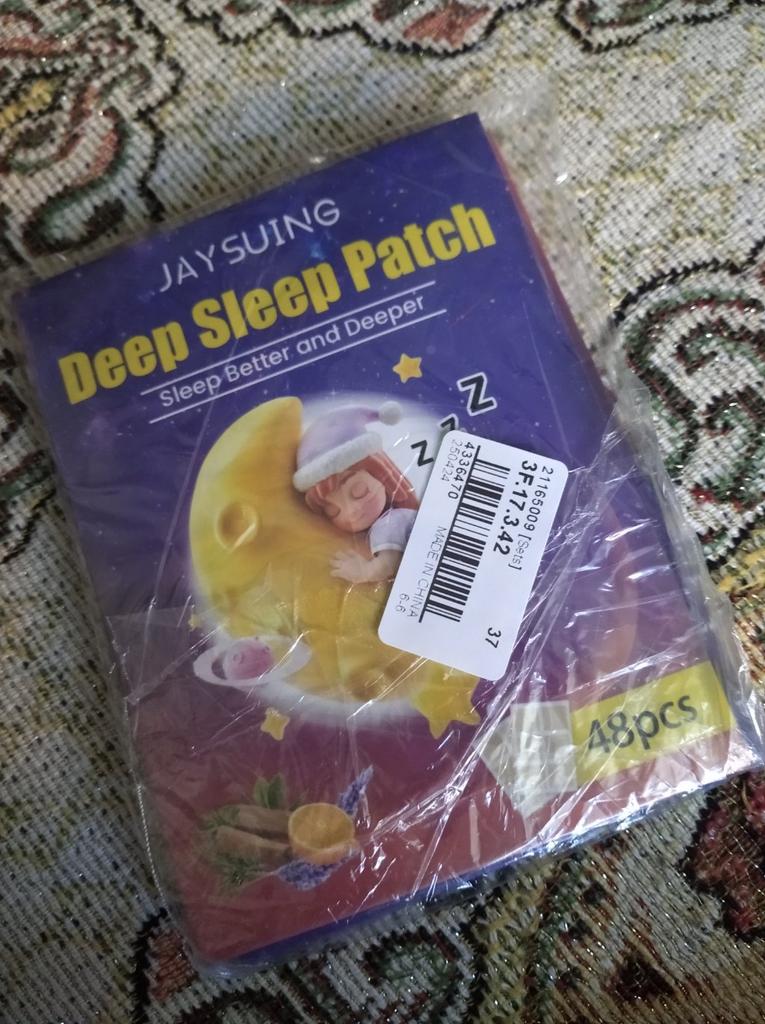 JAYSUING
Deep Sleep Patch
Sleep Better and Deeper
Z
Z
Z
2165009 [Sets]
3F.17.3.42
37
4336470
250424
MADE IN CHINA
6-6
48pcs